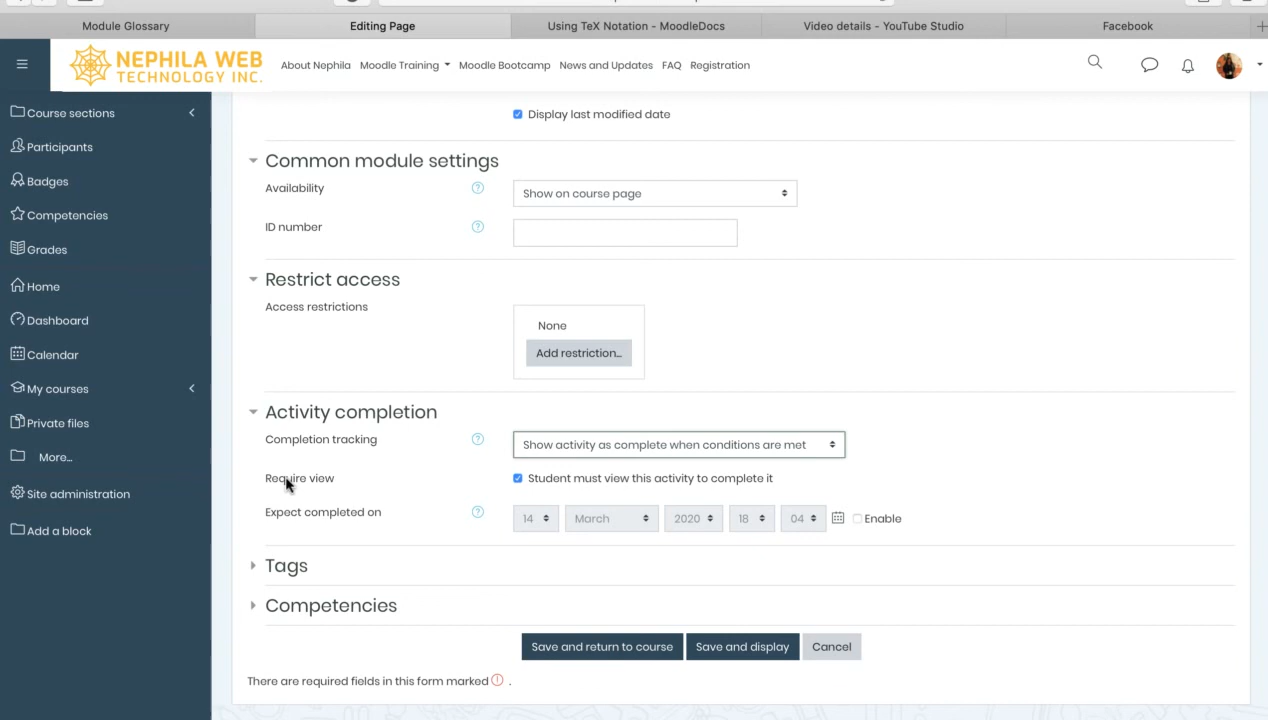 Module Glossary
Editing Page
Using TeX Notation - MoodleDocs
Video details - YouTube Studio
Facebook
NEPHILA WEB
TECHNOLOGY INC.
About Nephila
Moodle Training
Moodle Bootcamp
News and Updates
FAQ
Registration
Course sections
Participants
Badges
Competencies
Grades
Home
Dashboard
Calendar
My courses
Private files
More...
Site administration
Add a block
Display last modified date
Common module settings
Availability
Show on course page
ID number
Restrict access
Access restrictions
None
Add restriction...
Activity completion
Completion tracking
Show activity as complete when conditions are met
Require view
Student must view this activity to complete it
Expect completed on
14 March 2020 18 04 Enable
Tags
Competencies
Save and return to course
Save and display
Cancel
There are required fields in this form marked .